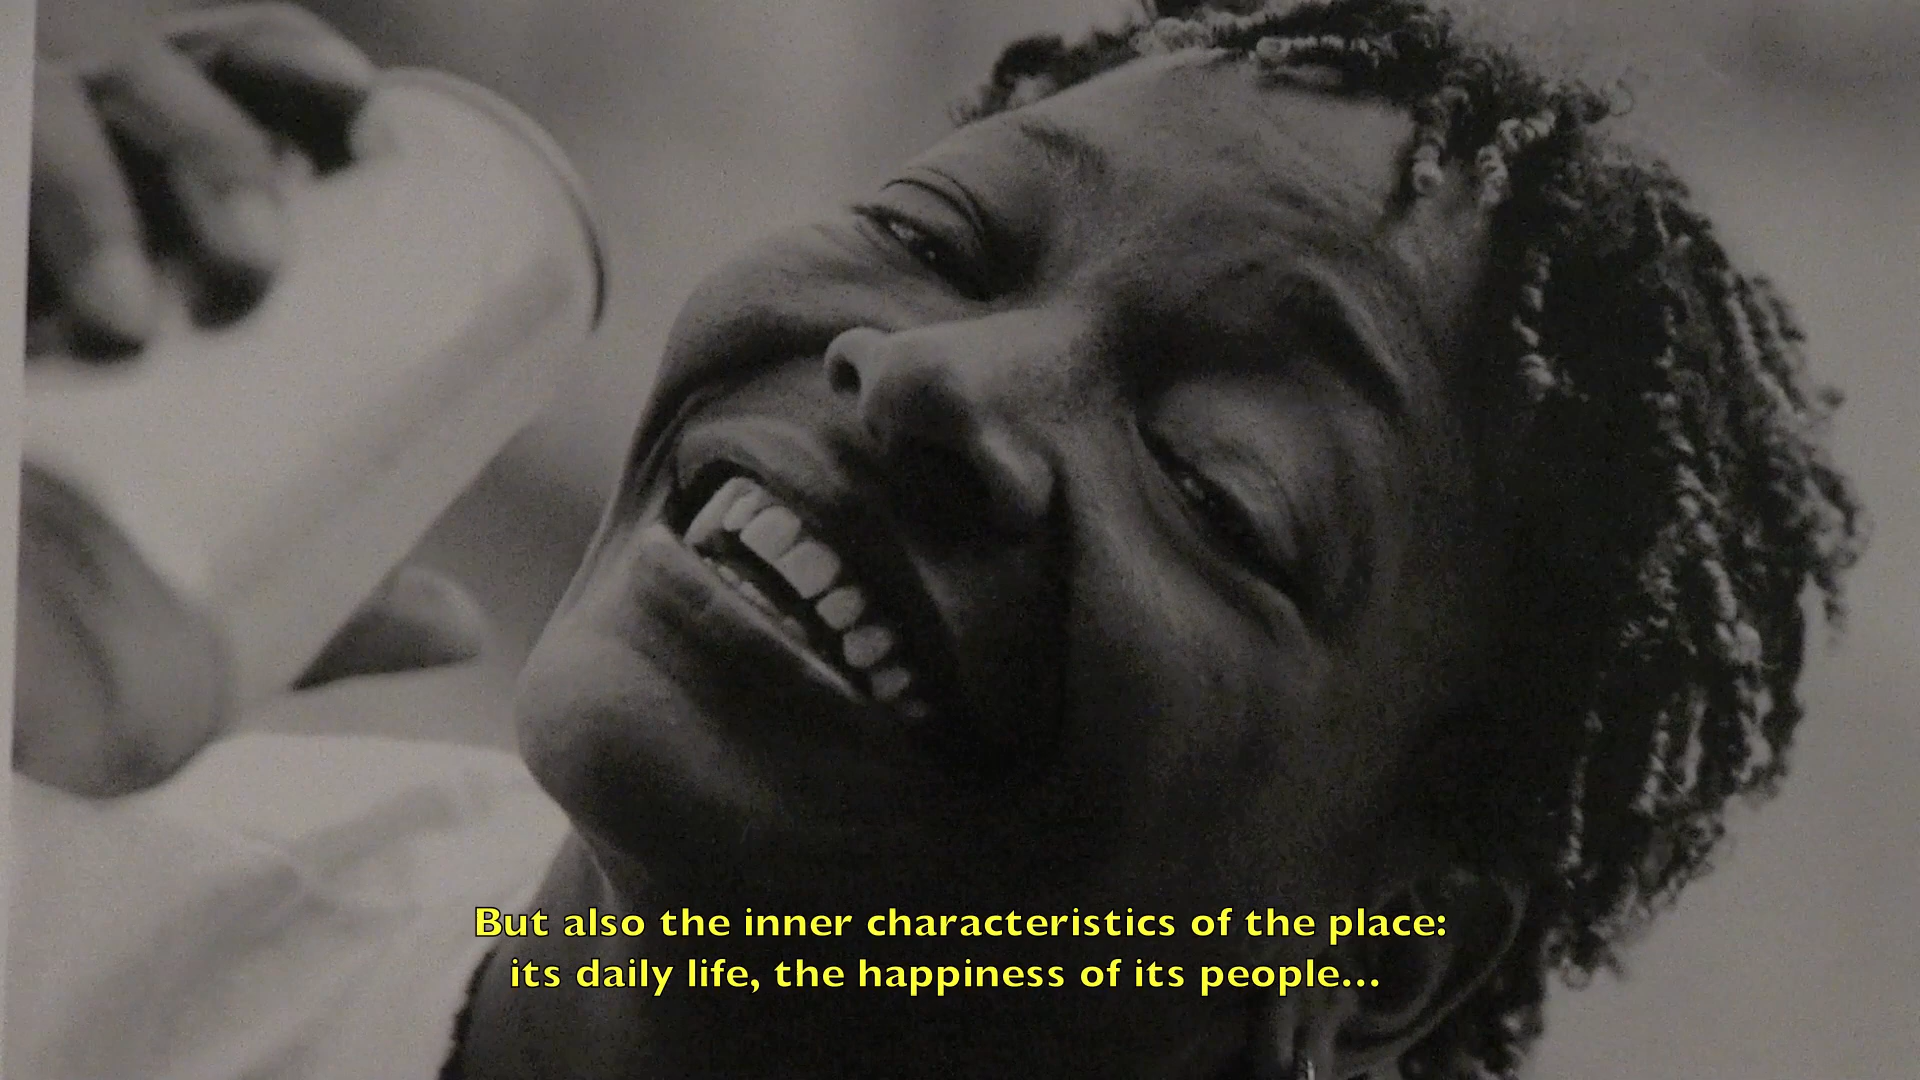 But also the inner characteristics of the place:
its daily life, the happiness of its people...